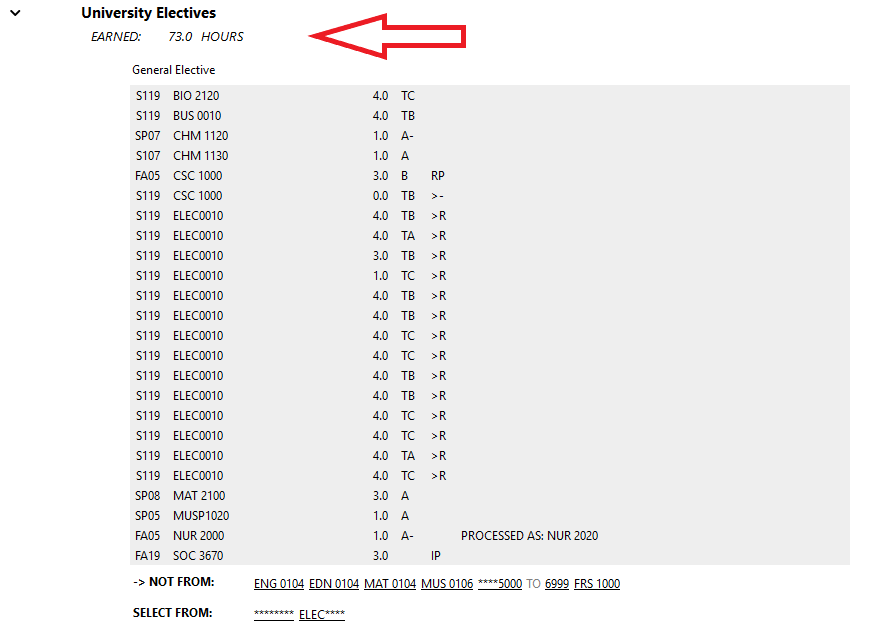 University Electives
EARNED: 73.0 HOURS
General Elective
S119 BIO 2120 4.0 TC
S119 BUS 0010 4.0 TB
SP07 CHM 1120 1.0 A-
S107 CHM 1130 1.0 A
FA05 CSC 1000 3.0 B RP
S119 CSC 1000 0.0 TB >-
S119 ELEC0010 4.0 TB >R
S119 ELEC0010 4.0 TA >R
S119 ELEC0010 3.0 TB >R
S119 ELEC0010 1.0 TC >R
S119 ELEC0010 4.0 TB >R
S119 ELEC0010 4.0 TB >R
S119 ELEC0010 4.0 TC >R
S119 ELEC0010 4.0 TC >R
S119 ELEC0010 4.0 TB >R
S119 ELEC0010 4.0 TB >R
S119 ELEC0010 4.0 TC >R
S119 ELEC0010 4.0 TC >R
S119 ELEC0010 4.0 TA >R
S119 ELEC0010 4.0 TC >R
SP08 MAT 2100 3.0 A
SP05 MUSP1020 1.0 A
FA05 NUR 2000 1.0 A- PROCESSED AS: NUR 2020
FA19 SOC 3670 3.0 IP
-> NOT FROM: ENG 0104 EDN 0104 MAT 0104 MUS 0106 ****5000 TO 6999 FRS 1000
SELECT FROM: ******** ELEC****